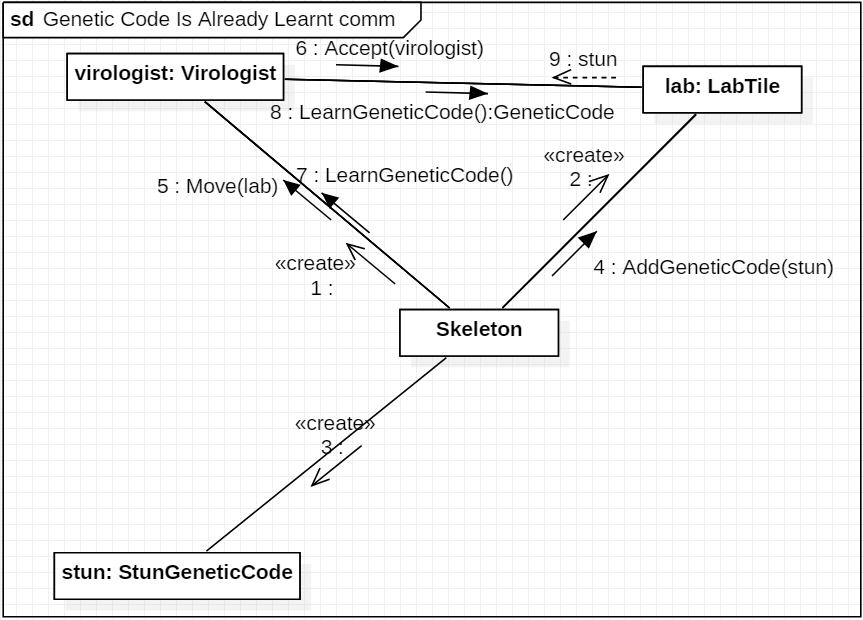 sd Genetic Code Is Already Learnt comm
6 : Accept(virologist)
9 : stun
virologist: Virologist
lab: LabTile
8 : LearnGeneticCode():GeneticCode
«create»
2 :
7 : LearnGeneticCode()
5 : Move(lab)
«create»
1 :
4 : AddGeneticCode(stun)
Skeleton
«create»
3 :
stun: StunGeneticCode